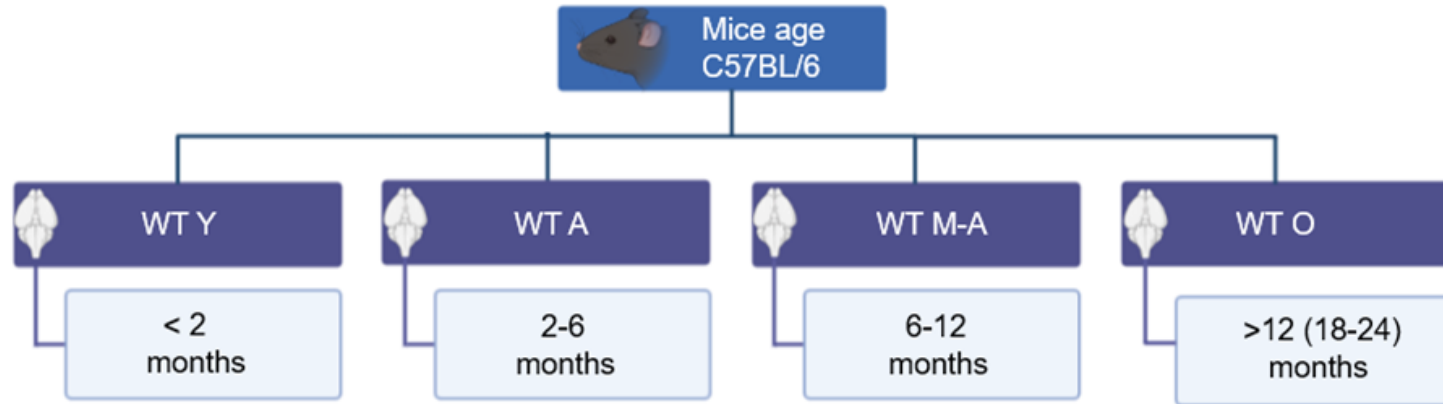 Mice age
C57BL/6
WT Y
WT A
WT M-A
WT O
< 2
months
2-6
months
6-12
months
>12 (18-24)
months